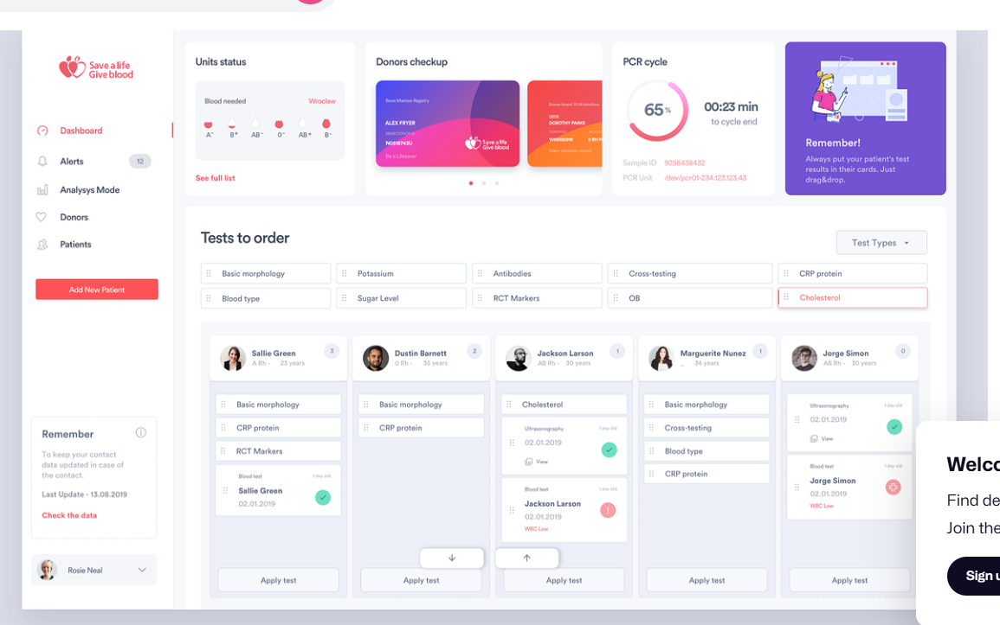 Save a life
Give blood
Dashboard
Alerts
12
Analysys Mode
Donors
Patients
Add New Patient
Remember
To keep your contact
data updated in case of
the contact.
Last Update - 13.08.2019
Check the data
Rosie Neal
Units status
Blood needed
Wroclaw
A-
B+
AB-
0-
AB+
B-
See full list
Donors checkup
Bone Marrow Registry
ALEX FRYER
N0518743U
Be a Lifesaver
Save a life
Give blood
DOROTHY PARKS
Every donation counts
PCR cycle
65%
00:23 min
to cycle end
Sample ID 9258438432
PCR Unit /dev/pcr01-234.123.123.43
Remember!
Always put your patient's test
results in their cards. Just
drag&drop.
Tests to order
Test Types
Basic morphology
Potassium
Antibodies
Cross-testing
CRP protein
Blood type
Sugar Level
RCT Markers
OB
Cholesterol
Sallie Green
3
A Rh - 23 years
Basic morphology
CRP protein
RCT Markers
Blood test
1 day old
Sallie Green
02.01.2019
Apply test
Dustin Barnett
2
0 Rh - 35 years
Basic morphology
CRP protein
Apply test
Jackson Larson
1
AB Rh - 30 years
Cholesterol
Ultrasonography
1 day old
02.01.2019
View
Blood test
1 day old
Jackson Larson
02.01.2019
WBC Low
Apply test
Marguerite Nunez
1
_ 34 years
Basic morphology
Cross-testing
Blood type
CRP protein
Apply test
Jorge Simon
0
AB Rh - 30 years
Ultrasonography
1 day old
02.01.2019
View
Blood test
1 day old
Jorge Simon
02.01.2019
WBC Low
Apply test
Welco
Find de
Join the
Sign u